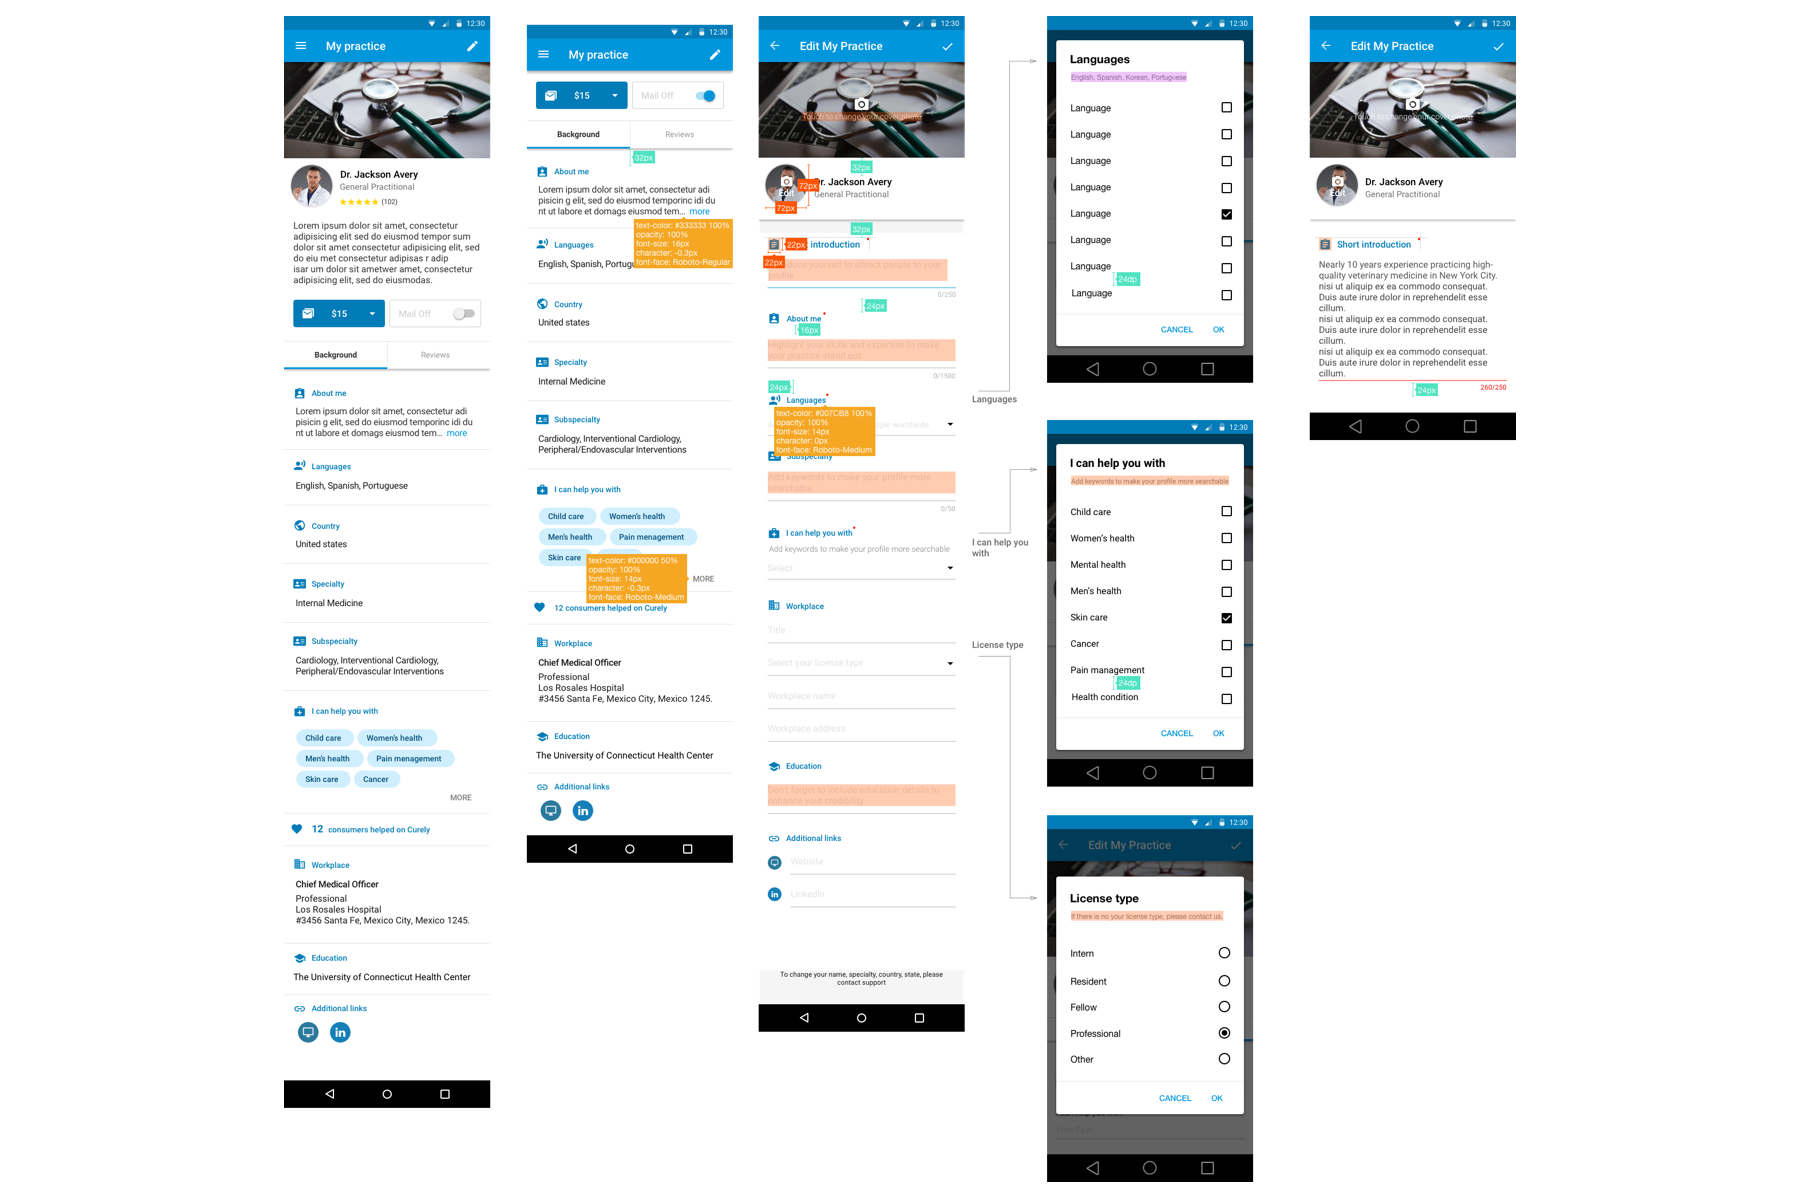 12:30
My practice
Dr. Jackson Avery
General Practitional
(102)
Lorem ipsum dolor sit amet, consectetur
adipisicing elit sed do eiusmod tempor sum
dolor sit amet consectetur adipisicing elit, sed
do eiu met consectetur adipisas r adip
isar um dolor sit ametwer amet, consectetur
adipisicing elit, sed do eiusmodas.
$15
Mail Off
Background
Reviews
About me
Lorem ipsum dolor sit amet, consectetur adi
pisicin g elit, sed do eiusmod temporinc idi du
nt ut labore et domags eiusmod tem... more
Languages
English, Spanish, Portuguese
Country
United states
Specialty
Internal Medicine
Subspecialty
Cardiology, Interventional Cardiology,
Peripheral/Endovascular Interventions
I can help you with
Child care
Women's health
Men's health
Pain menagement
Skin care
Cancer
MORE
12 consumers helped on Curely
Workplace
Chief Medical Officer
Professional
Los Rosales Hospital
#3456 Santa Fe, Mexico City, Mexico 1245.
Education
The University of Connecticut Health Center
Additional links
in
12:30
My practice
$15
Mail Off
Background
Reviews
32px
About me
Lorem ipsum dolor sit amet, consectetur adi
pisicin g elit, sed do eiusmod temporinc idi du
nt ut labore et domags eiusmod tem... more
text-color: #333333 100%
opacity: 100%
font-size: 16px
character: -0.3px
font-face: Roboto-Regular
Languages
English, Spanish,
Country
United states
Specialty
Internal Medicine
Subspecialty
Cardiology, Interventional Cardiology,
Peripheral/Endovascular Interventions
I can help you with
Child care
Women's health
Men's health
Pain menagement
Skin care
text-color: #000000 50%
opacity: 100%
font-size: 14px
character: -0.3px
font-face: Roboto-Medium
MORE
12 consumers helped on Curely
Workplace
Chief Medical Officer
Professional
Los Rosales Hospital
#3456 Santa Fe, Mexico City, Mexico 1245.
Education
The University of Connecticut Health Center
Additional links
in
12:30
Edit My Practice
Touch to change your cover photo
32px
72px
Edit
Dr. Jackson Avery
General Practitional
72px
32px
22px
introduction *
22px
yourself to attract people to your
profile
0/250
24px
About me *
16px
Highlight your skills and expertise to make
your practice stand out
0/1500
24px
Languages *
text-color: #007CB8 100%
opacity: 100%
font-size: 14px
character: 0px
font-face: Roboto-Medium
worldwide
Subspecialty
Add keywords to make your profile more
searchable
0/50
I can help you with *
Add keywords to make your profile more searchable
Select
Workplace
Title
Select your license type
Workplace name
Workplace address
Education
Don't forget to include education details to
enhance your credibility
Additional links
Website
in
LinkedIn
To change your name, specialty, country, state, please
contact support
Languages
I can help you
with
License type
12:30
Languages
English, Spanish, Korean, Portuguese
Language
Language
Language
Language
Language
Language
Language
24dp
Language
CANCEL
OK
12:30
I can help you with
Add keywords to make your profile more searchable
Child care
Women's health
Mental health
Men's health
Skin care
Cancer
Pain management
24dp
Health condition
CANCEL
OK
12:30
Edit My Practice
License type
If there is no your license type, please contact us.
Intern
Resident
Fellow
Professional
Other
CANCEL
OK
12:30
Edit My Practice
Touch to change your cover photo
Edit
Dr. Jackson Avery
General Practitional
Short introduction *
Nearly 10 years experience practicing high-
quality veterinary medicine in New York City.
nisi ut aliquip ex ea commodo consequat.
Duis aute irure dolor in reprehendelit esse
cillum.
nisi ut aliquip ex ea commodo consequat.
Duis aute irure dolor in reprehendelit esse
cillum.
nisi ut aliquip ex ea commodo consequat.
Duis aute irure dolor in reprehendelit esse
cillum.
24px
260/250